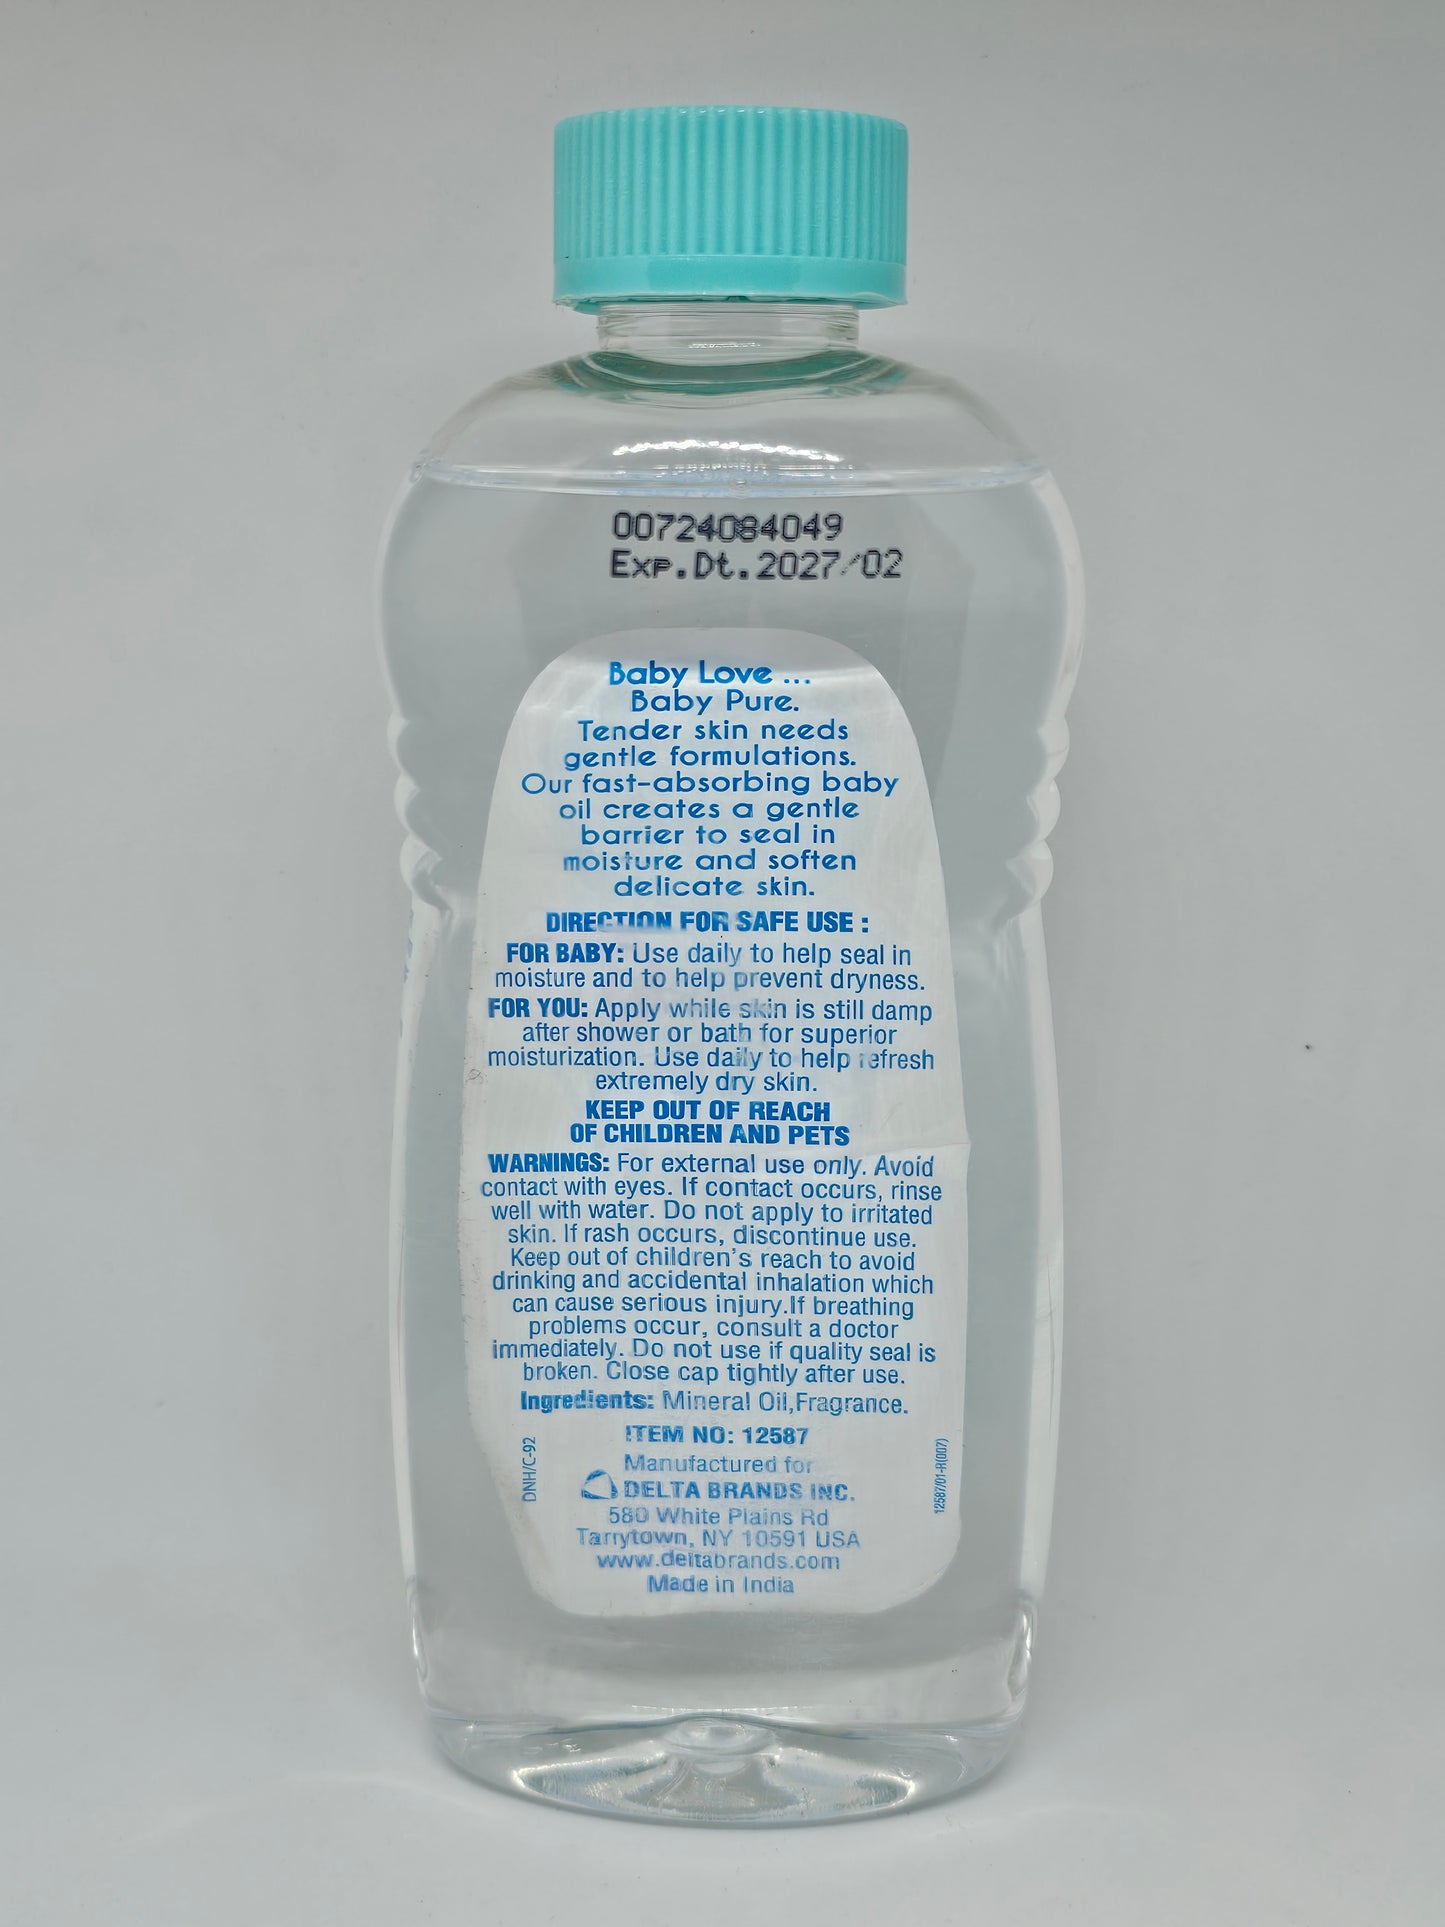 00724084049
Exp.Dt.2027/02
Baby Love ...
Baby Pure.
Tender skin needs
gentle formulations.
Our fast-absorbing baby
oil creates a gentle
barrier to seal in
moisture and soften
delicate skin.
DIRECTION FOR SAFE USE :
FOR BABY: Use daily to help seal in
moisture and to help prevent dryness.
FOR YOU: Apply while skin is still damp
after shower or bath for superior
moisturization. Use daily to help refresh
extremely dry skin.
KEEP OUT OF REACH
OF CHILDREN AND PETS
WARNINGS: For external use only. Avoid
contact with eyes. If contact occurs, rinse
well with water. Do not apply to irritated
skin. If rash occurs, discontinue use.
Keep out of children's reach to avoid
drinking and accidental inhalation which
can cause serious injury.If breathing
problems occur, consult a doctor
immediately. Do not use if quality seal is
broken. Close cap tightly after use.
Ingredients: Mineral Oil,Fragrance.
ITEM NO: 12587
Manufactured for
DELTA BRANDS INC.
580 White Plains Rd
Tarrytown, NY 10591 USA
www.deltabrands.com
Made in India
DNH/C-92
12587/01-R(007)